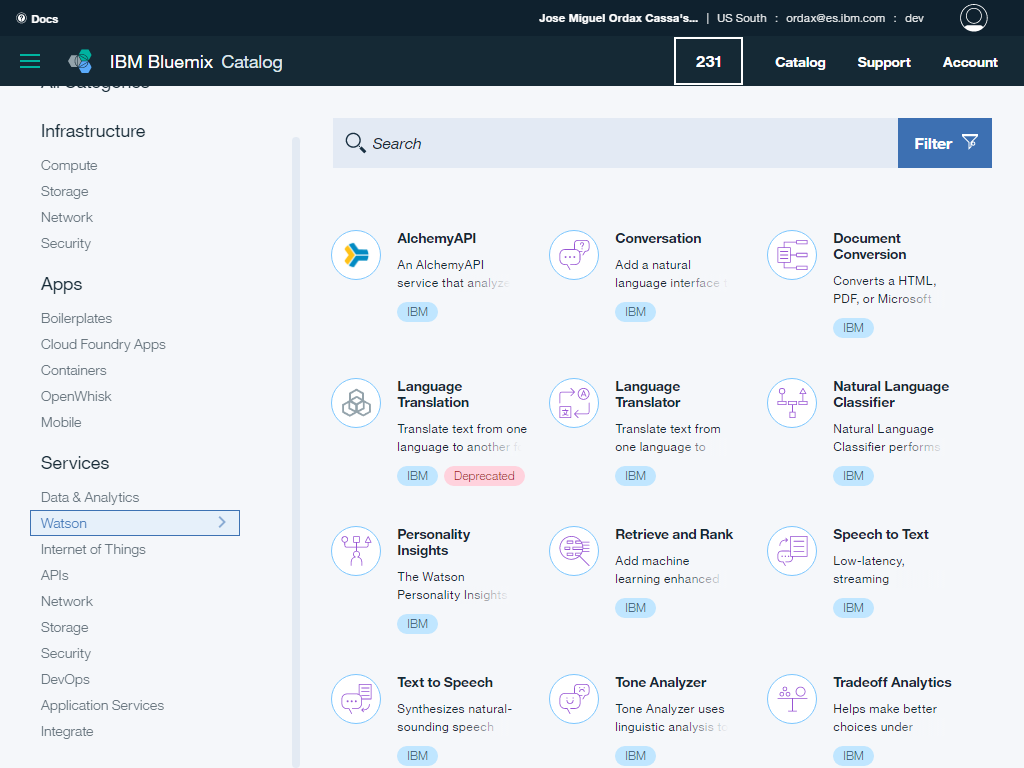 Docs
Jose Miguel Ordax Cassa's... | US South : ordax@es.ibm.com : dev
IBM Bluemix Catalog
231
Catalog
Support
Account
All Categories
Infrastructure
Compute
Storage
Network
Security
Apps
Boilerplates
Cloud Foundry Apps
Containers
OpenWhisk
Mobile
Services
Data & Analytics
Watson
Internet of Things
APIs
Network
Storage
Security
DevOps
Application Services
Integrate
Search
Filter
AlchemyAPI
An AlchemyAPI
service that analyze
IBM
Conversation
Add a natural
language interface t
IBM
Document
Conversion
Converts a HTML,
PDF, or Microsoft
IBM
Language
Translation
Translate text from one
language to another f
IBM
Deprecated
Language
Translator
Translate text from
one language to
IBM
Natural Language
Classifier
Natural Language
Classifier performs
IBM
Personality
Insights
The Watson
Personality Insights
IBM
Retrieve and Rank
Add machine
learning enhanced
IBM
Speech to Text
Low-latency,
streaming
IBM
Text to Speech
Synthesizes natural-
sounding speech
IBM
Tone Analyzer
Tone Analyzer uses
linguistic analysis to
IBM
Tradeoff Analytics
Helps make better
choices under
IBM